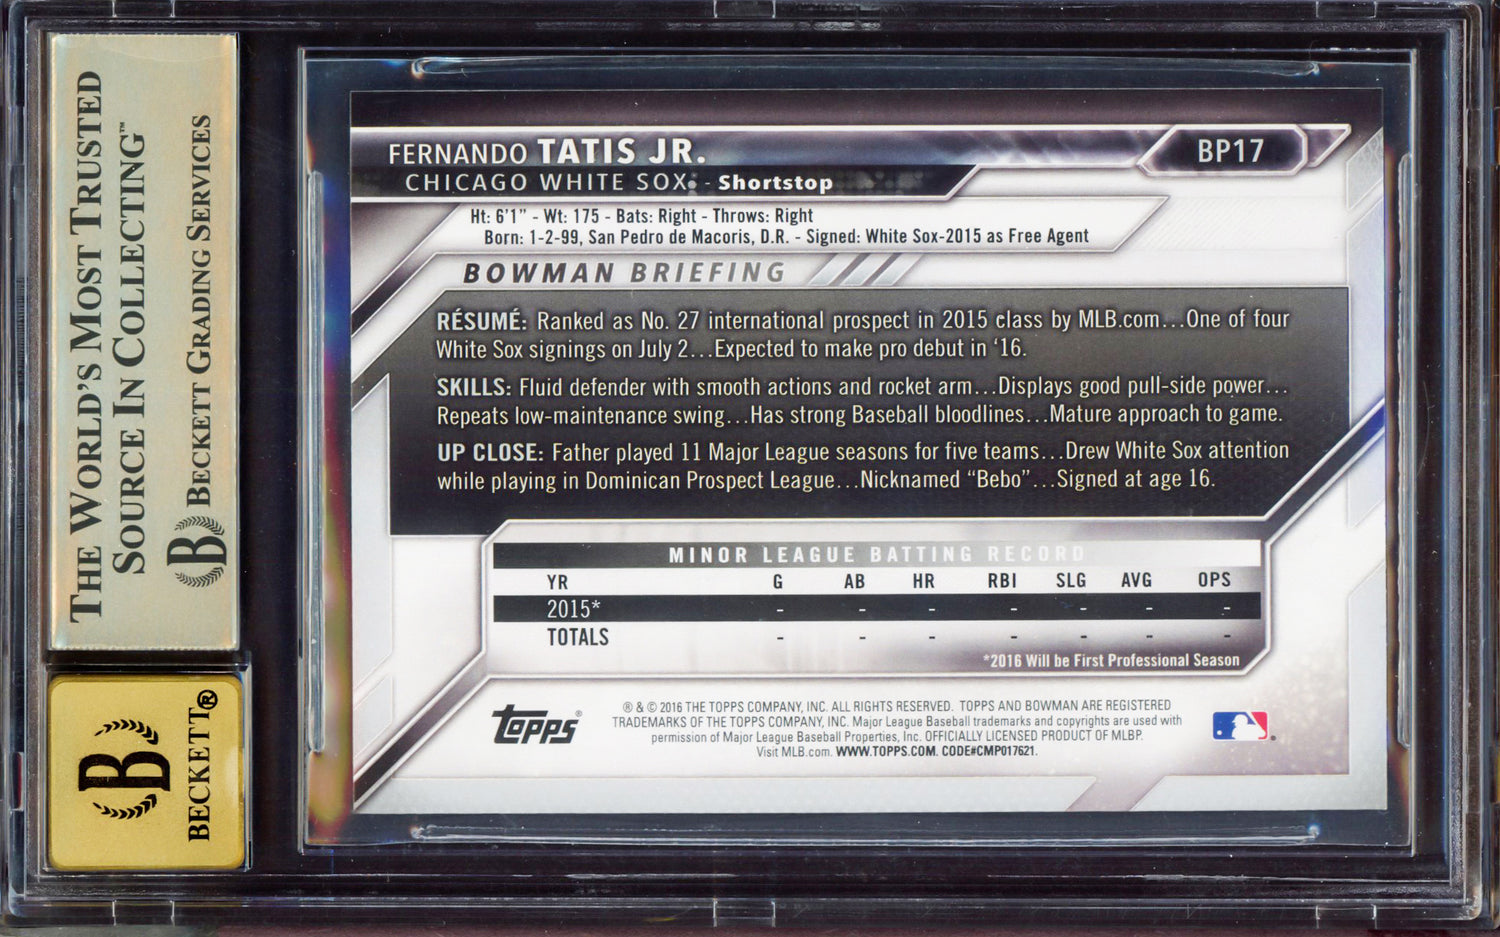 THE WORLD'S MOST TRUSTED
SOURCE IN COLLECTING™
B BECKETT GRADING SERVICES
B
BECKETT®
FERNANDO TATIS JR.
BP17
CHICAGO WHITE SOX® - Shortstop
Ht: 6'1" - Wt: 175 - Bats: Right - Throws: Right
Born: 1-2-99, San Pedro de Macoris, D.R. - Signed: White Sox-2015 as Free Agent
BOWMAN BRIEFING
RÉSUMÉ: Ranked as No. 27 international prospect in 2015 class by MLB.com...One of four
White Sox signings on July 2...Expected to make pro debut in '16.
SKILLS: Fluid defender with smooth actions and rocket arm...Displays good pull-side power...
Repeats low-maintenance swing...Has strong Baseball bloodlines...Mature approach to game.
UP CLOSE: Father played 11 Major League seasons for five teams...Drew White Sox attention
while playing in Dominican Prospect League...Nicknamed "Bebo"...Signed at age 16.
MINOR LEAGUE BATTING RECORD
YR G AB HR RBI SLG AVG OPS
2015* - - - - - - -
TOTALS - - - - - - -
*2016 Will be First Professional Season
Topps®
® & © 2016 THE TOPPS COMPANY, INC. ALL RIGHTS RESERVED. TOPPS AND BOWMAN ARE REGISTERED
TRADEMARKS OF THE TOPPS COMPANY, INC. Major League Baseball trademarks and copyrights are used with
permission of Major League Baseball Properties, Inc. OFFICIALLY LICENSED PRODUCT OF MLBP.
Visit MLB.com. WWW.TOPPS.COM. CODE#CMP017621.